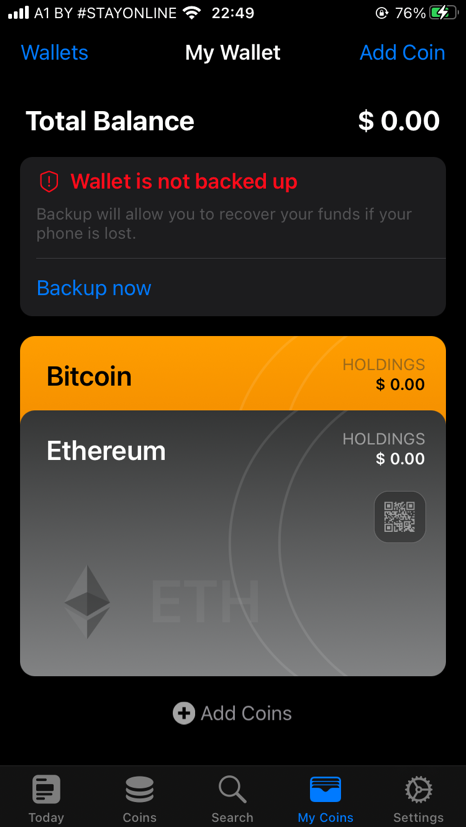 A1 BY #STAYONLINE 22:49 76%
Wallets My Wallet Add Coin
Total Balance $ 0.00
Wallet is not backed up
Backup will allow you to recover your funds if your
phone is lost.
Backup now
Bitcoin HOLDINGS
$ 0.00
Ethereum HOLDINGS
$ 0.00
ETH
Add Coins
Today Coins Search My Coins Settings